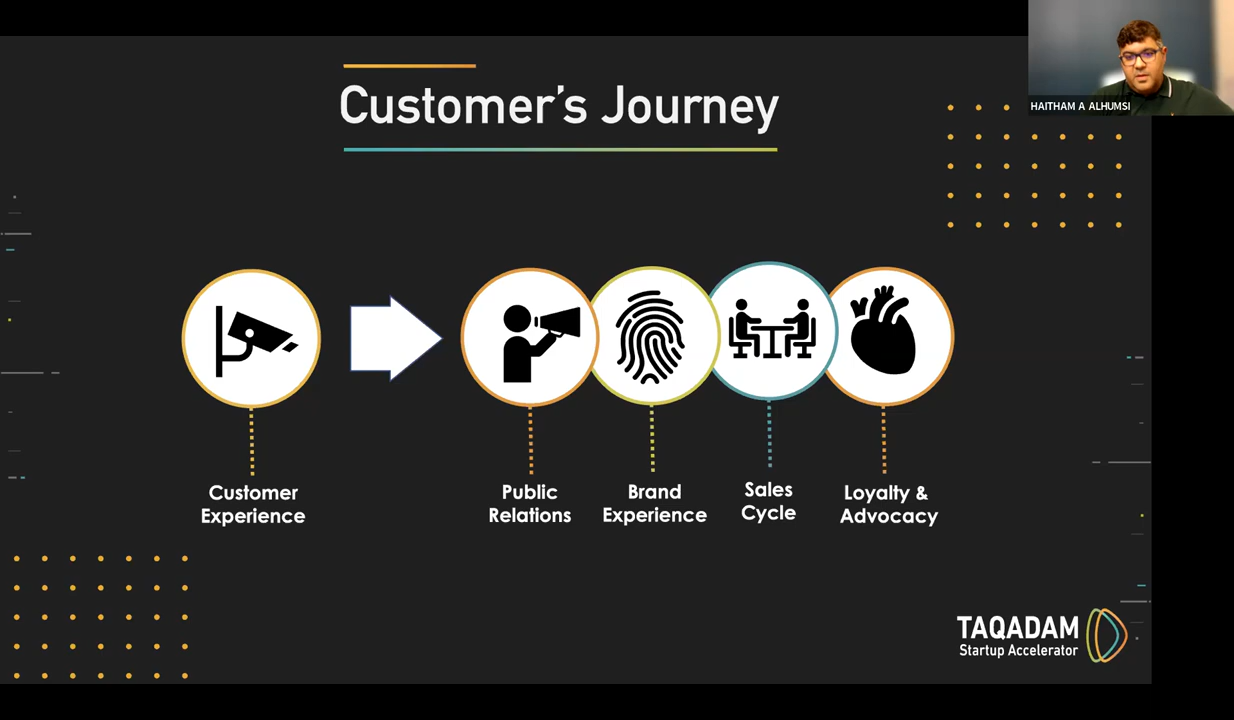 Customer's Journey
HAITHAM A ALHUMSI
Customer
Experience
Public
Relations
Brand
Experience
Sales
Cycle
Loyalty &
Advocacy
TAQADAM
Startup Accelerator